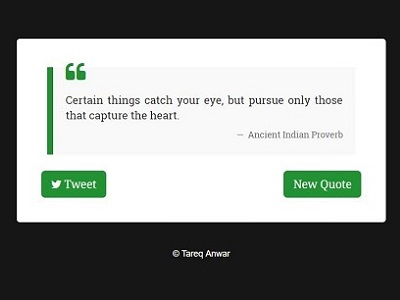 Certain things catch your eye, but pursue only those
that capture the heart.
— Ancient Indian Proverb
Tweet
New Quote
© Tareq Anwar